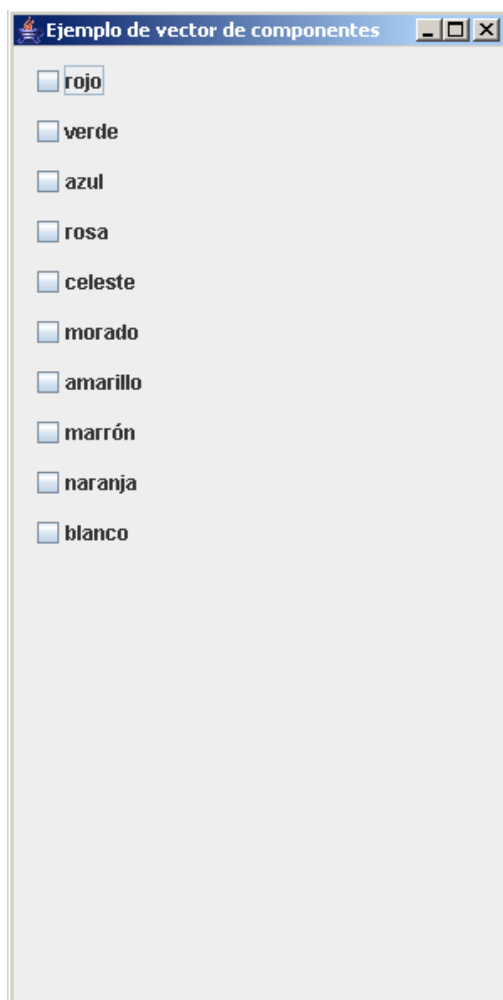 Ejemplo de vector de componentes
rojo
verde
azul
rosa
celeste
morado
amarillo
marrón
naranja
blanco